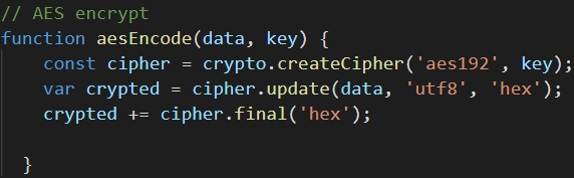 // AES encrypt
function aesEncode(data, key) {
    const cipher = crypto.createCipher('aes192', key);
    var crypted = cipher.update(data, 'utf8', 'hex');
    crypted += cipher.final('hex');
  }